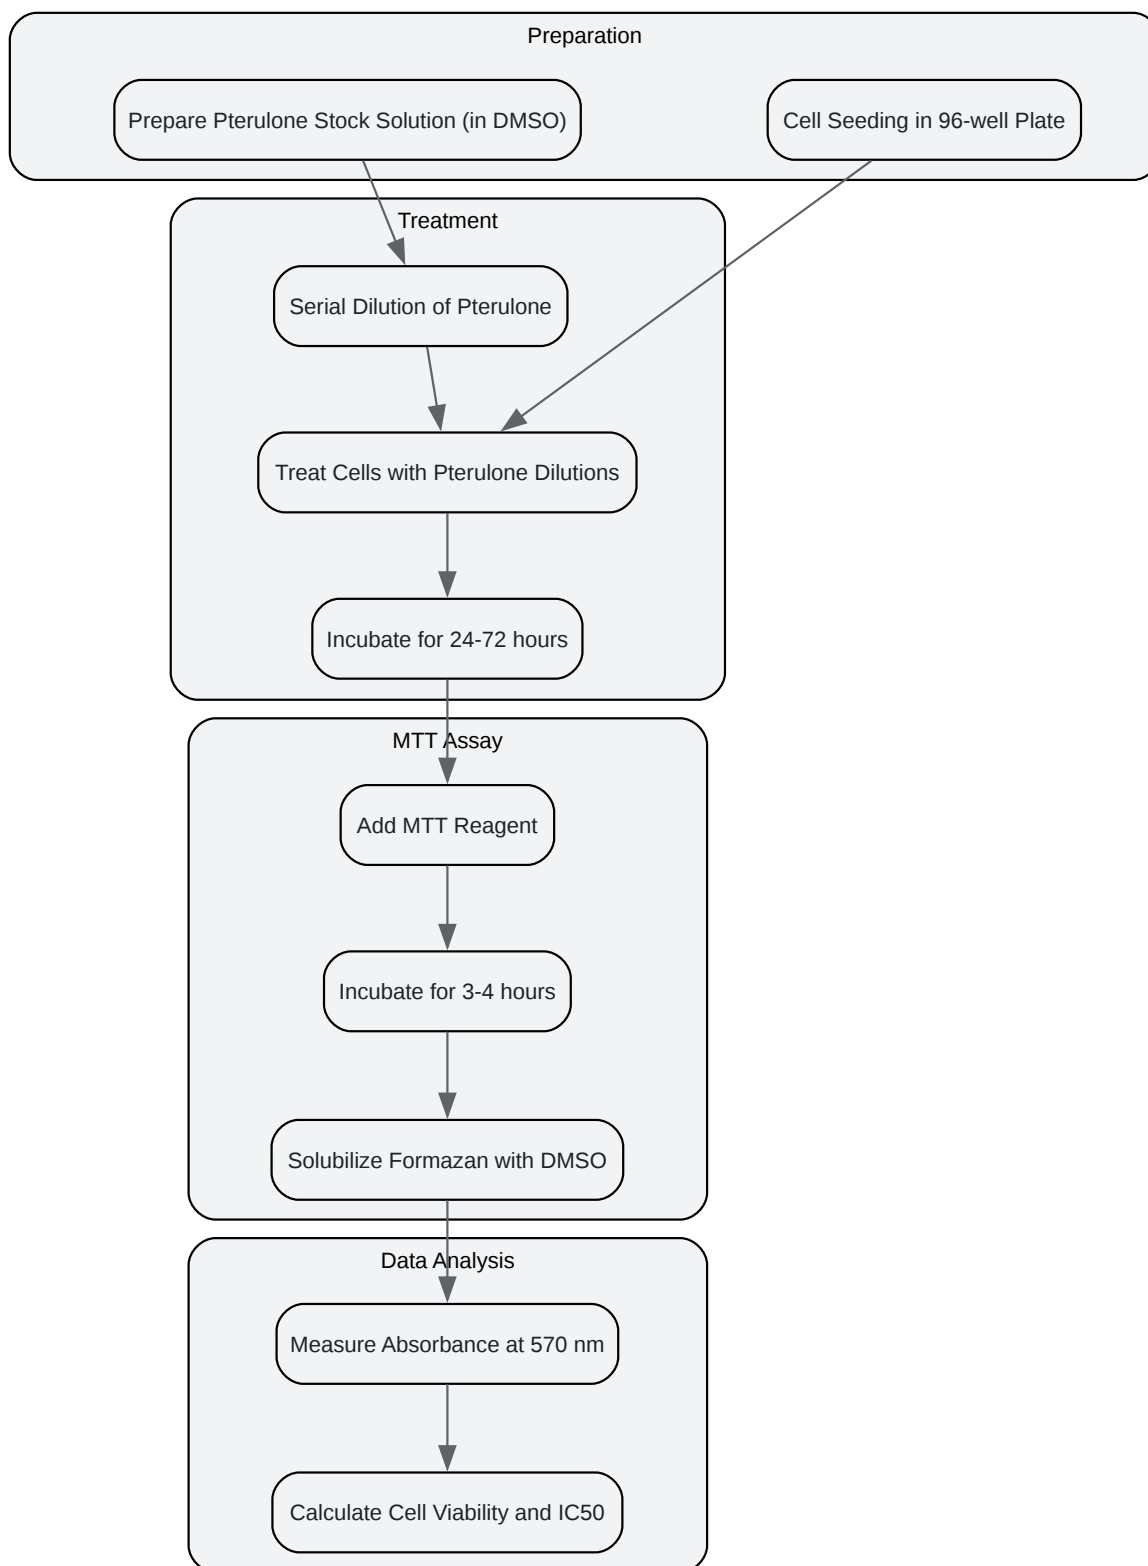 Preparation
Prepare Pterulone Stock Solution (in DMSO)
Cell Seeding in 96-well Plate
Treatment
Serial Dilution of Pterulone
Treat Cells with Pterulone Dilutions
Incubate for 24-72 hours
MTT Assay
Add MTT Reagent
Incubate for 3-4 hours
Solubilize Formazan with DMSO
Data Analysis
Measure Absorbance at 570 nm
Calculate Cell Viability and IC50